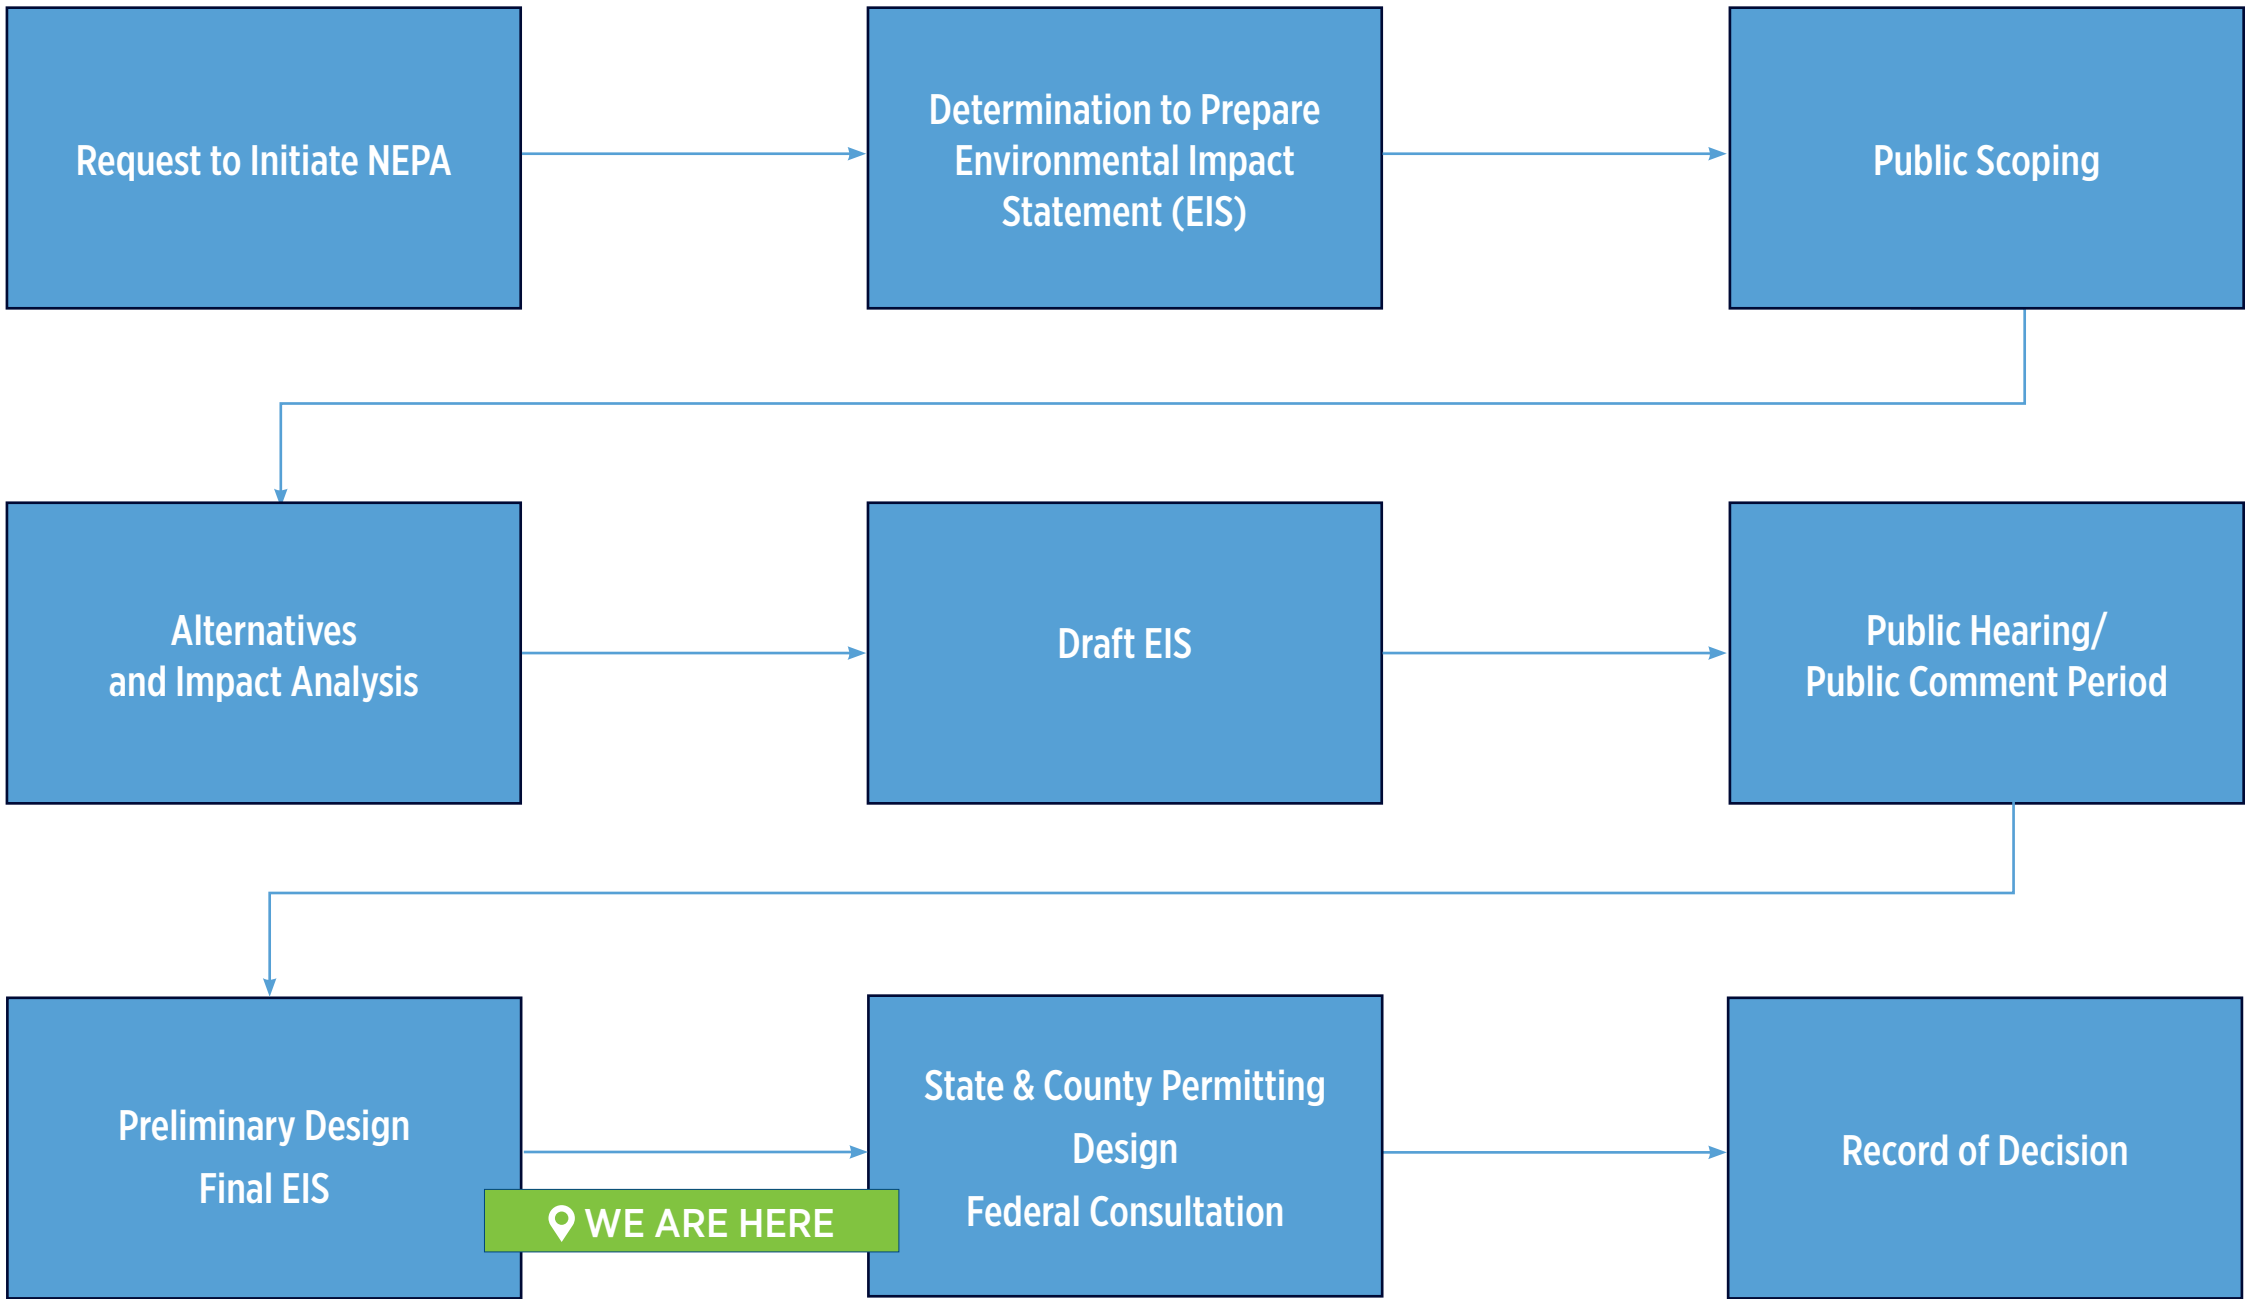 Request to Initiate NEPA
Determination to Prepare
Environmental Impact
Statement (EIS)
Public Scoping
Alternatives
and Impact Analysis
Draft EIS
Public Hearing/
Public Comment Period
Preliminary Design
Final EIS
WE ARE HERE
State & County Permitting
Design
Federal Consultation
Record of Decision